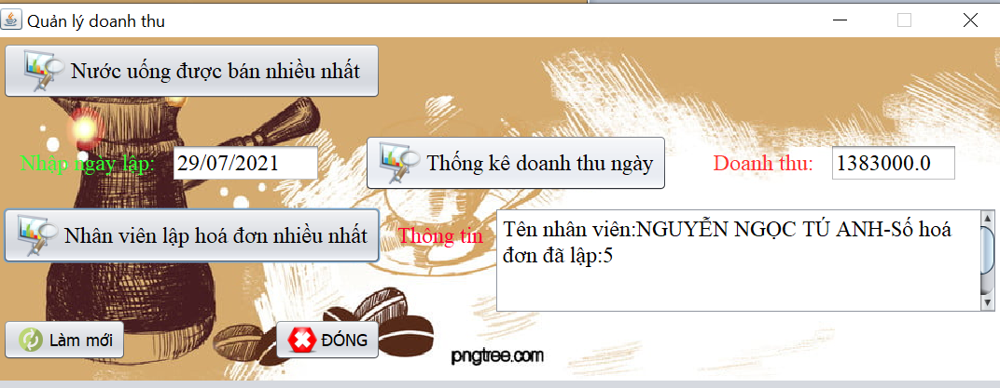 Quản lý doanh thu
Nước uống được bán nhiều nhất
Nhập ngày lập:
29/07/2021
Thống kê doanh thu ngày
Doanh thu:
1383000.0
Nhân viên lập hoá đơn nhiều nhất
Thông tin
Tên nhân viên:NGUYỄN NGỌC TÚ ANH-Số hoá
đơn đã lập:5
Làm mới
ĐÓNG
pngtree.com